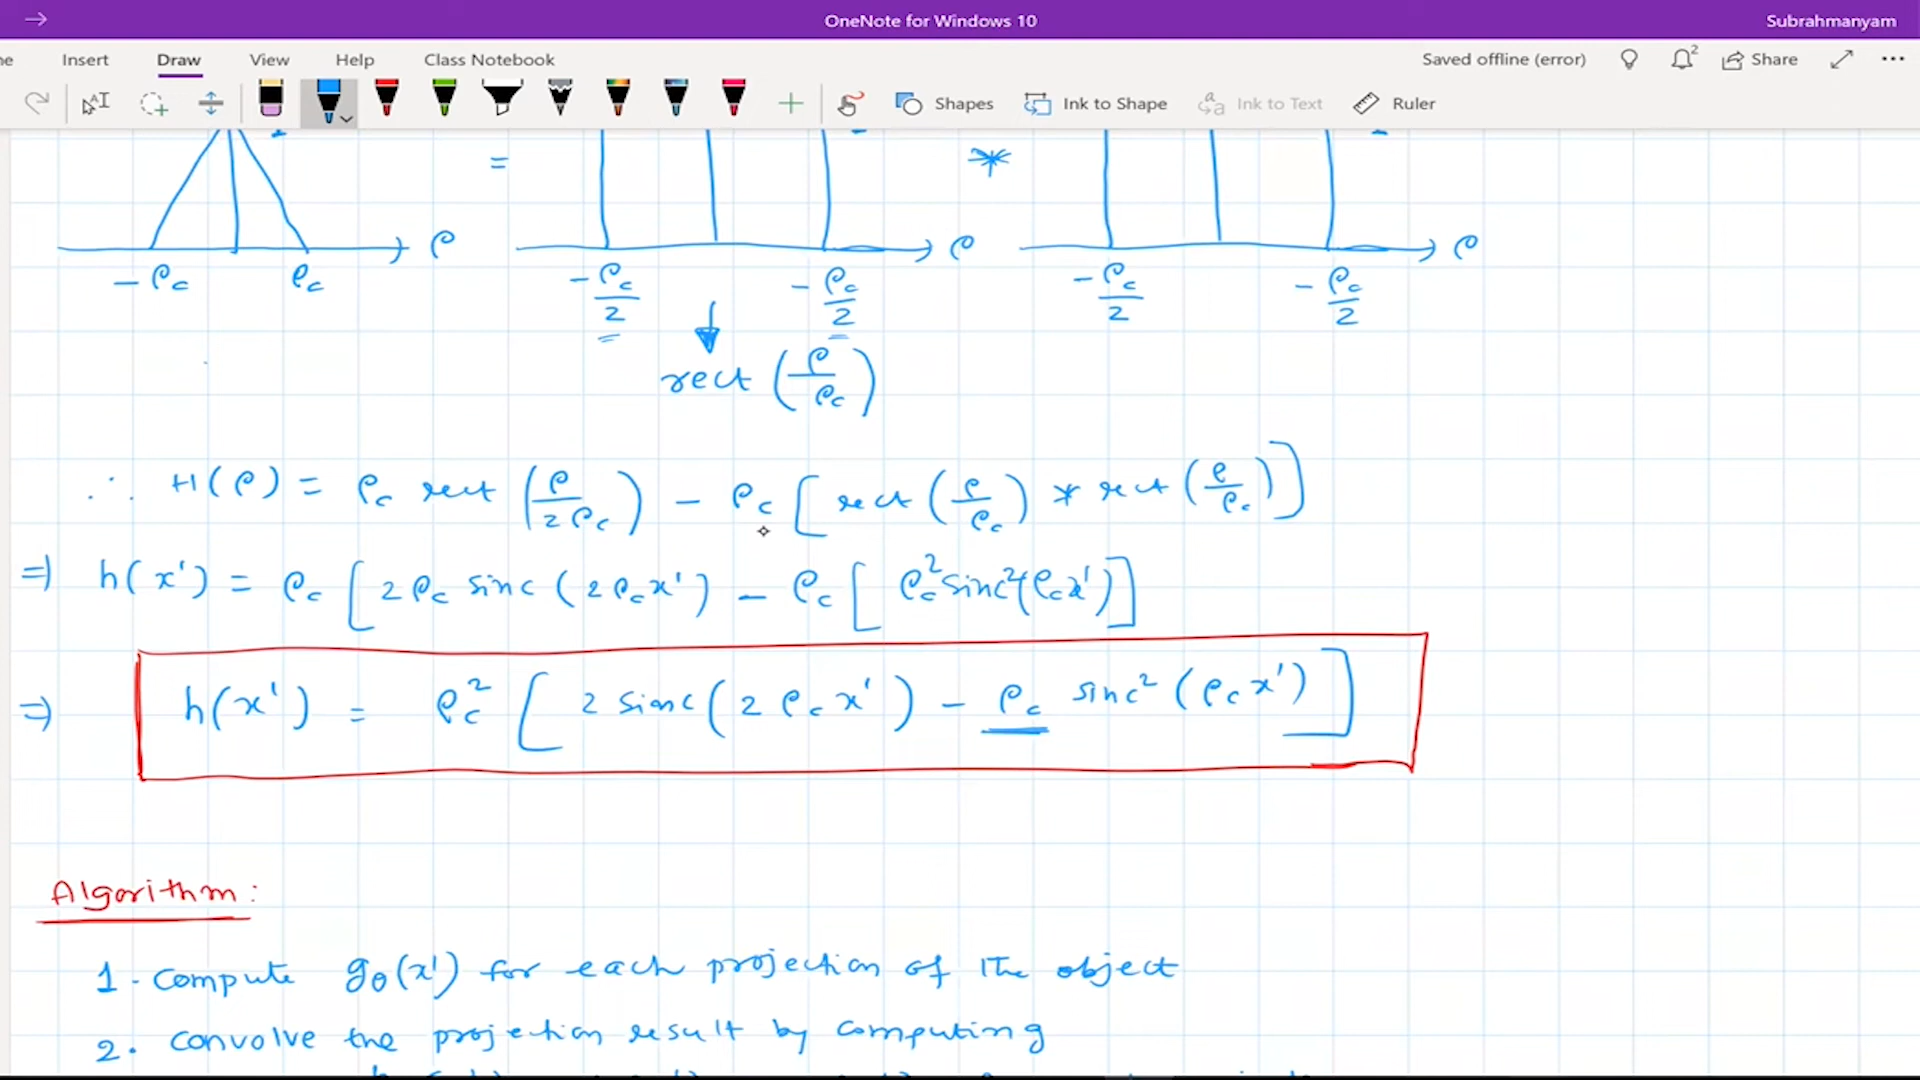 OneNote for Windows 10
Subrahmanyam
Insert Draw View Help Class Notebook
Saved offline (error) 2 Share
Shapes Ink to Shape Ink to Text Ruler
= *
ρ ρ ρ
-ρc ρc
-ρc/2 -ρc/2
-ρc/2 -ρc/2
rect (ρ/ρc)
∴ H(ρ) = ρc rect (ρ/2ρc) - ρc [rect (ρ/ρc) * rect (ρ/ρc)]
⇒ h(x') = ρc [2ρc sinc (2ρcx') - ρc [ρc² sinc² (ρcx')]
⇒ h(x') = ρc² [2 sinc (2ρcx') - ρc sinc² (ρcx')]
Algorithm:
1. compute gθ(x') for each projection of the object
2. convolve the projection result by computing